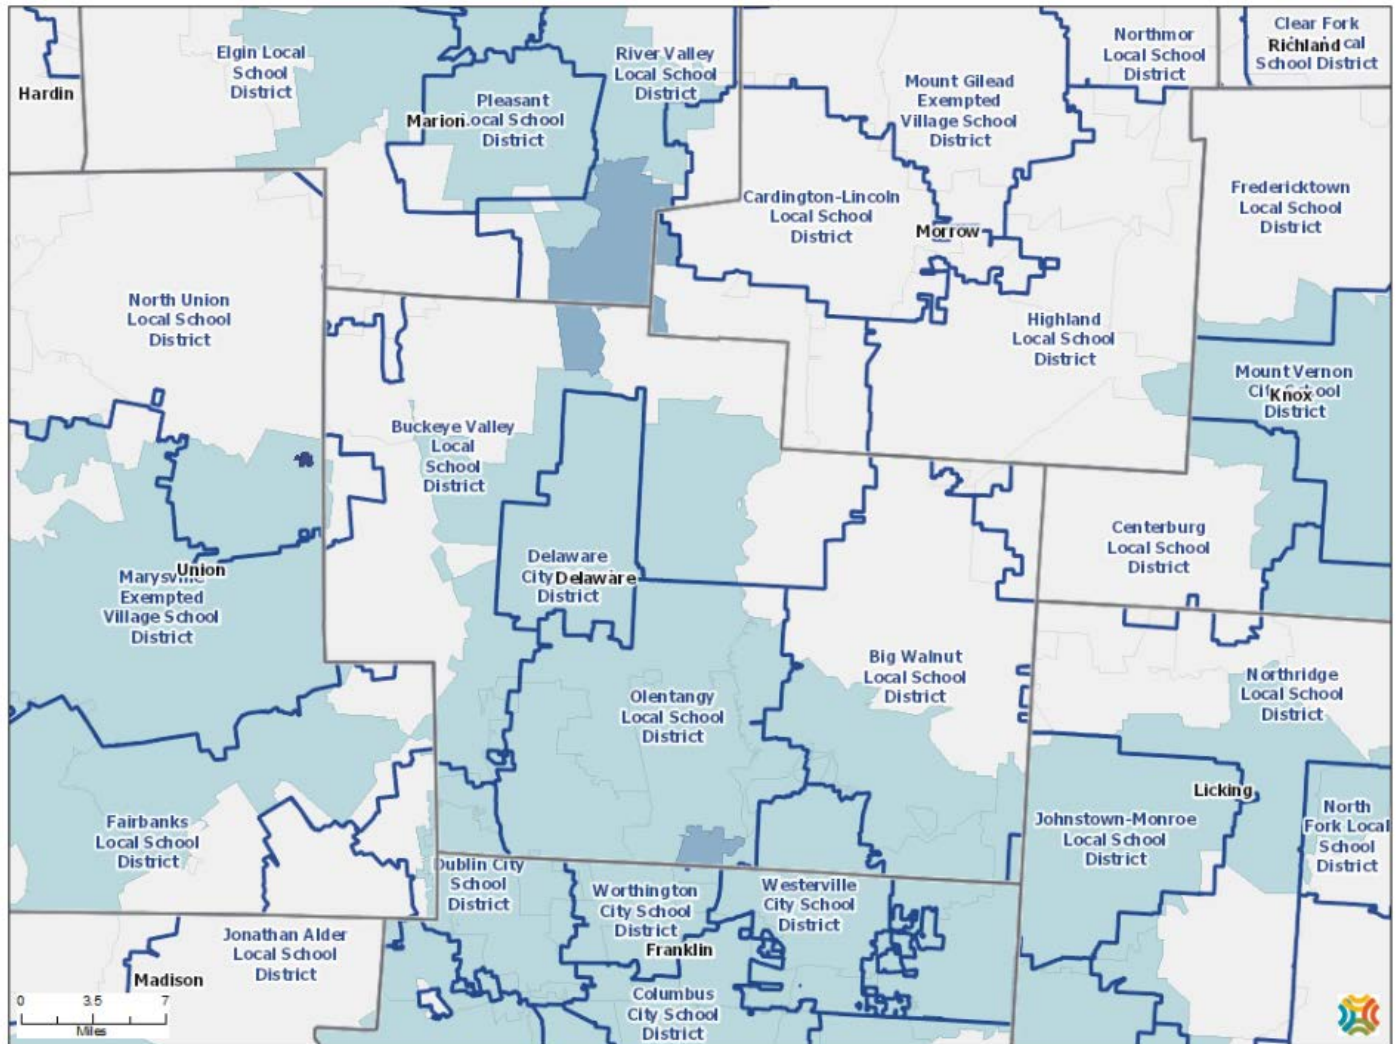 Elgin Local
School
District
River Valley
Local School
District
Northmor
Local School
District
Clear Fork
Richland
School District
Hardin
Pleasant
Local School
District
Marion
Mount Gilead
Exempted
Village School
District
Cardington-Lincoln
Local School
District
Morrow
Fredericktown
Local School
District
North Union
Local School
District
Highland
Local School
District
Mount Vernon
City School
Knox
District
Buckeye Valley
Local
School
District
Delaware
City
Delaware
District
Centerburg
Local School
District
Union
Marysville
Exempted
Village School
District
Big Walnut
Local School
District
Olentangy
Local School
District
Northridge
Local School
District
Licking
Fairbanks
Local School
District
Johnstown-Monroe
Local School
District
North
Fork Local
School
District
Dublin City
School
District
Worthington
City School
District
Westerville
City School
District
Franklin
Jonathan Alder
Local School
District
Madison
Columbus
City School
District
0 3.5 7
Miles